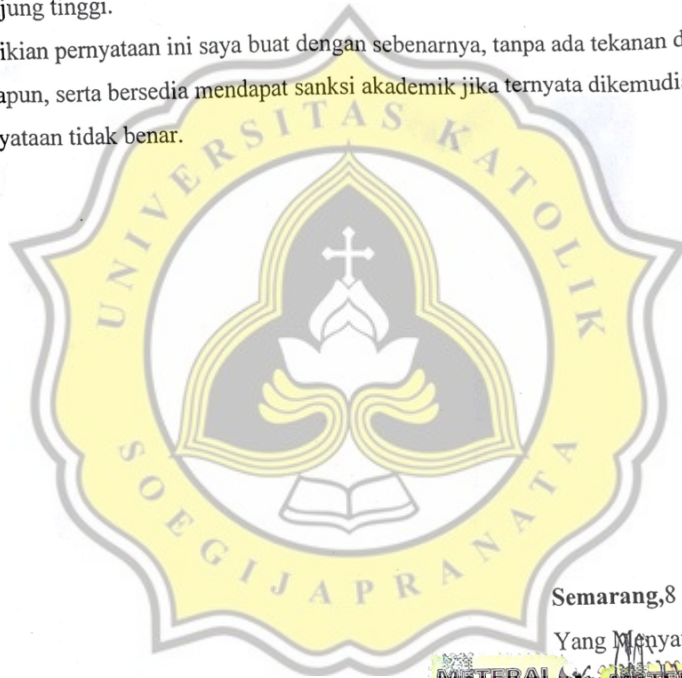 jung tinggi.
ikian pernyataan ini saya buat dengan sebenarnya, tanpa ada tekanan d
apun, serta bersedia mendapat sanksi akademik jika ternyata dikemudi
yataan tidak benar.
UNIVERSITAS KATOLIK
SOEGIJAPRANATA
Semarang,8
Yang Menya
METERAI